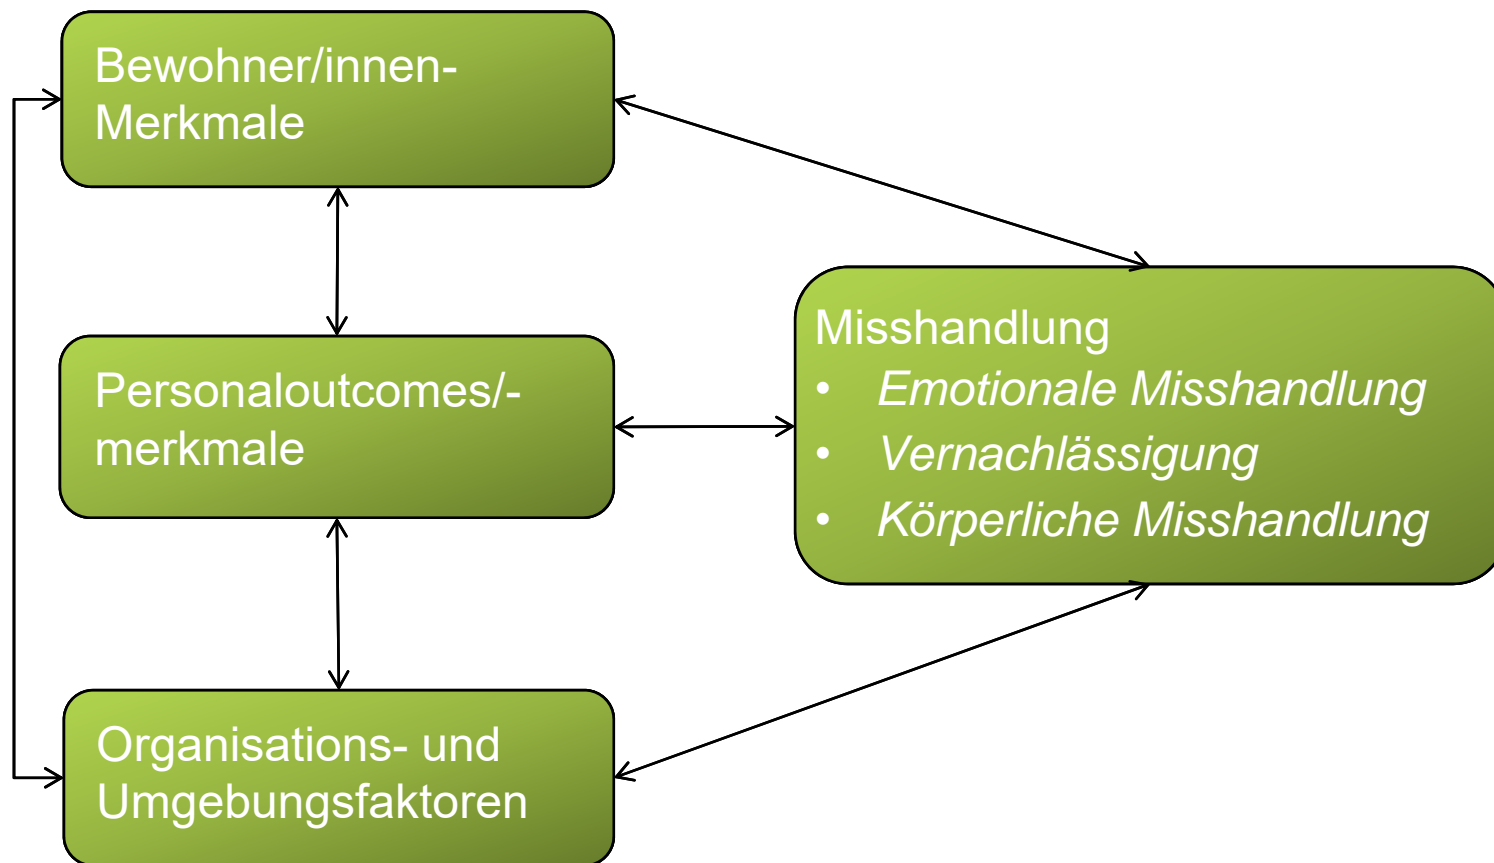 Bewohner/innen-
Merkmale
Personaloutcomes/-
merkmale
Organisations- und
Umgebungsfaktoren
Misshandlung
• Emotionale Misshandlung
• Vernachlässigung
• Körperliche Misshandlung